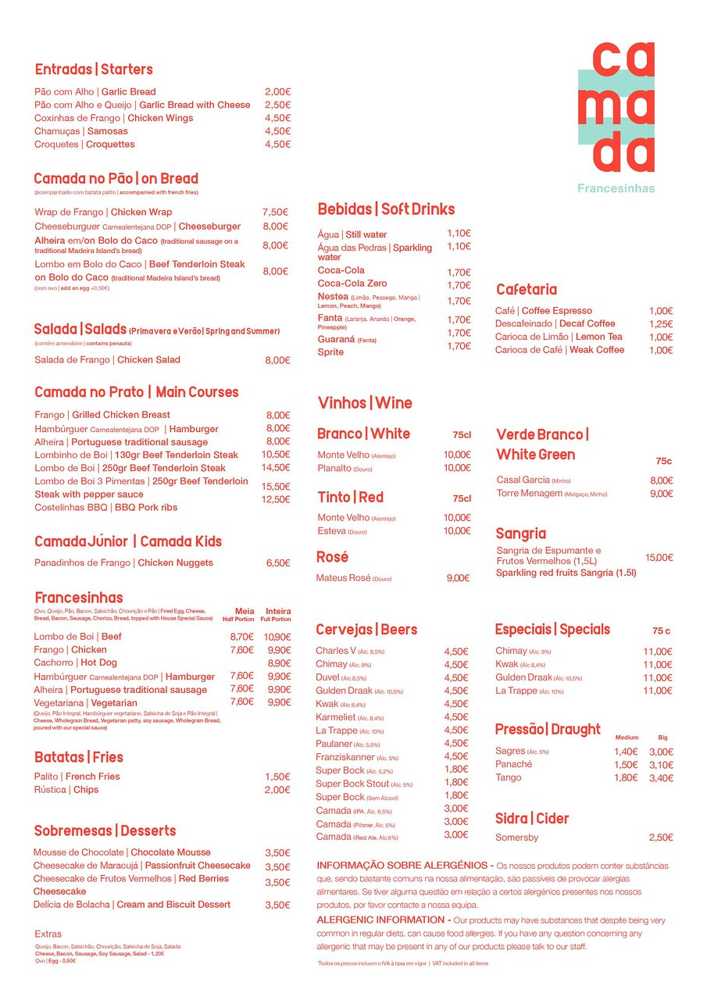 ca
ma
da
Francesinhas
Entradas | Starters
Pão com Alho | Garlic Bread 2,00€
Pão com Alho e Queijo | Garlic Bread with Cheese 2,50€
Coxinhas de Frango | Chicken Wings 4,50€
Chamuças | Samosas 4,50€
Croquetes | Croquettes 4,50€
Camada no Pão | on Bread
(acompanhado com batata palito | accompanied with french fries)
Wrap de Frango | Chicken Wrap 7,50€
Cheeseburguer Carnealentejana DOP | Cheeseburger 8,00€
Alheira em/on Bolo do Caco (traditional sausage on a
traditional Madeira Island's bread) 8,00€
Lombo em Bolo do Caco | Beef Tenderloin Steak
on Bolo do Caco (traditional Madeira Island's bread) 8,00€
(com ovo | add an egg +0,50€)
Salada | Salads (Primavera e Verão | Spring and Summer)
(contém amendoim | contains penauts)
Salada de Frango | Chicken Salad 8,00€
Camada no Prato | Main Courses
Frango | Grilled Chicken Breast 8,00€
Hambúrguer Carnealentejana DOP | Hamburger 8,00€
Alheira | Portuguese traditional sausage 8,00€
Lombinho de Boi | 130gr Beef Tenderloin Steak 10,50€
Lombo de Boi | 250gr Beef Tenderloin Steak 14,50€
Lombo de Boi 3 Pimentas | 250gr Beef Tenderloin
Steak with pepper sauce 15,50€
Costelinhas BBQ | BBQ Pork ribs 12,50€
Camada Júnior | Camada Kids
Panadinhos de Frango | Chicken Nuggets 6,50€
Francesinhas
(Ovo, Queijo, Pão, Bacon, Salsichão, Chourição e Pão | Fried Egg, Cheese,
Bread, Bacon, Sausage, Chorizo, Bread, topped with House Special Sauce)
Meia Inteira
Half Portion Full Portion
Lombo de Boi | Beef 8,70€ 10,90€
Frango | Chicken 7,60€ 9,90€
Cachorro | Hot Dog 8,90€
Hambúrguer Carnealentejana DOP | Hamburger 7,60€ 9,90€
Alheira | Portuguese traditional sausage 7,60€ 9,90€
Vegetariana | Vegetarian 7,60€ 9,90€
(Queijo, Pão Integral, Hambúrguer vegetariano, Salsicha de Soja e Pão Integral |
Cheese, Wholegrain Bread, Vegetarian patty, soy sausage, Wholegrain Bread,
poured with our special sauce)
Batatas | Fries
Palito | French Fries 1,50€
Rústica | Chips 2,00€
Sobremesas | Desserts
Mousse de Chocolate | Chocolate Mousse 3,50€
Cheesecake de Maracujá | Passionfruit Cheesecake 3,50€
Cheesecake de Frutos Vermelhos | Red Berries
Cheesecake 3,50€
Delícia de Bolacha | Cream and Biscuit Dessert 3,50€
Extras
Queijo, Bacon, Salsichão, Chourição, Salsicha de Soja, Salada
Cheese, Bacon, Sausage, Soy Sausage, Salad - 1,20€
Ovo | Egg - 0,50€
Bebidas | Soft Drinks
Água | Still water 1,10€
Água das Pedras | Sparkling 1,10€
water
Coca-Cola 1,70€
Coca-Cola Zero 1,70€
Nestea (Limão, Pessego, Manga | 1,70€
Lemon, Peach, Mango)
Fanta (Laranja, Ananás | Orange, 1,70€
Pineapple)
Guaraná (Fanta) 1,70€
Sprite 1,70€
Cafetaria
Café | Coffee Espresso 1,00€
Descafeinado | Decaf Coffee 1,25€
Carioca de Limão | Lemon Tea 1,00€
Carioca de Café | Weak Coffee 1,00€
Vinhos | Wine
Branco | White 75cl
Monte Velho (Alentejo) 10,00€
Planalto (Douro) 10,00€
Tinto | Red 75cl
Monte Velho (Alentejo) 10,00€
Esteva (Douro) 10,00€
Rosé
Mateus Rosé (Douro) 9,00€
Verde Branco |
White Green 75c
Casal Garcia (Minho) 8,00€
Torre Menagem (Melgaço, Minho) 9,00€
Sangria
Sangria de Espumante e
Frutos Vermelhos (1,5L) 15,00€
Sparkling red fruits Sangria (1.5l)
Cervejas | Beers
Charles V (Álc. 8,5%) 4,50€
Chimay (Álc. 9%) 4,50€
Duvel (Álc.8,5%) 4,50€
Gulden Draak (Álc. 10,5%) 4,50€
Kwak (Álc 8,4%) 4,50€
Karmeliet (Álc. 8,4%) 4,50€
La Trappe (Álc. 10%) 4,50€
Paulaner (Álc. 5,5%) 4,50€
Franziskanner (Álc. 5%) 4,50€
Super Bock (Álc. 5,2%) 1,80€
Super Bock Stout (Álc. 5%) 1,80€
Super Bock (Sem Álcool) 1,80€
Camada (IPA, Álc. 6,5%) 3,00€
Camada (Pilsner, Álc. 5%) 3,00€
Camada (Red Ale, Álc.6%) 3,00€
Especiais | Specials 75 c
Chimay (Álc. 9%) 11,00€
Kwak (Álc.8,4%) 11,00€
Gulden Draak (Álc. 10,5%) 11,00€
La Trappe (Álc. 10%) 11,00€
Pressão | Draught Medium Big
Sagres (Álc. 5%) 1,40€ 3,00€
Panaché 1,50€ 3,10€
Tango 1,80€ 3,40€
Sidra | Cider
Somersby 2,50€
INFORMAÇÃO SOBRE ALERGÉNIOS - Os nossos produtos podem conter substâncias
que, sendo bastante comuns na nossa alimentação, são passíveis de provocar alergias
alimentares. Se tiver alguma questão em relação a certos alergénios presentes nos nossos
produtos, por favor contacte a nossa equipa.
ALERGENIC INFORMATION - Our products may have substances that despite being very
common in regular diets, can cause food allergies. If you have any question concerning any
allergenic that may be present in any of our products please talk to our staff.
Todos os precos incluem o IVA à taxa em vigor | VAT included in all items